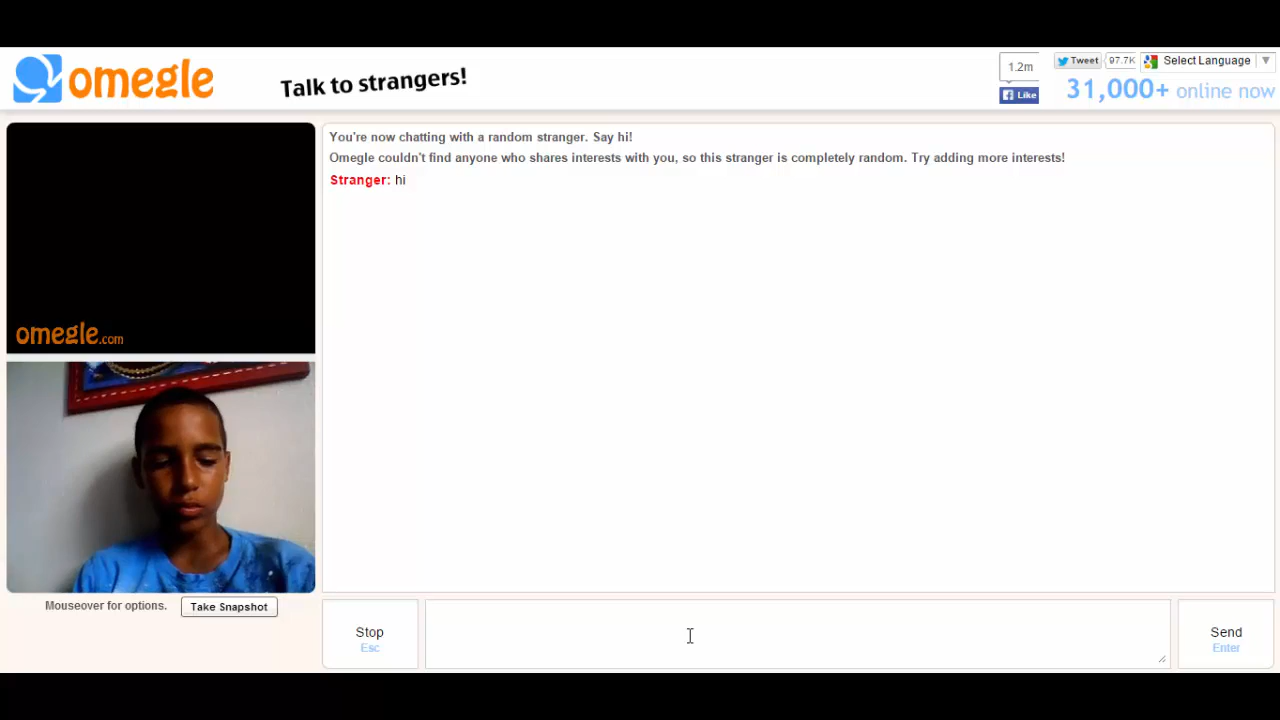 omegle
Talk to strangers!
1.2m
Like
Tweet
97.7K
Select Language
31,000+ online now
You're now chatting with a random stranger. Say hi!
Omegle couldn't find anyone who shares interests with you, so this stranger is completely random. Try adding more interests!
Stranger: hi
omegle.com
Mouseover for options.
Take Snapshot
Stop
Esc
Send
Enter